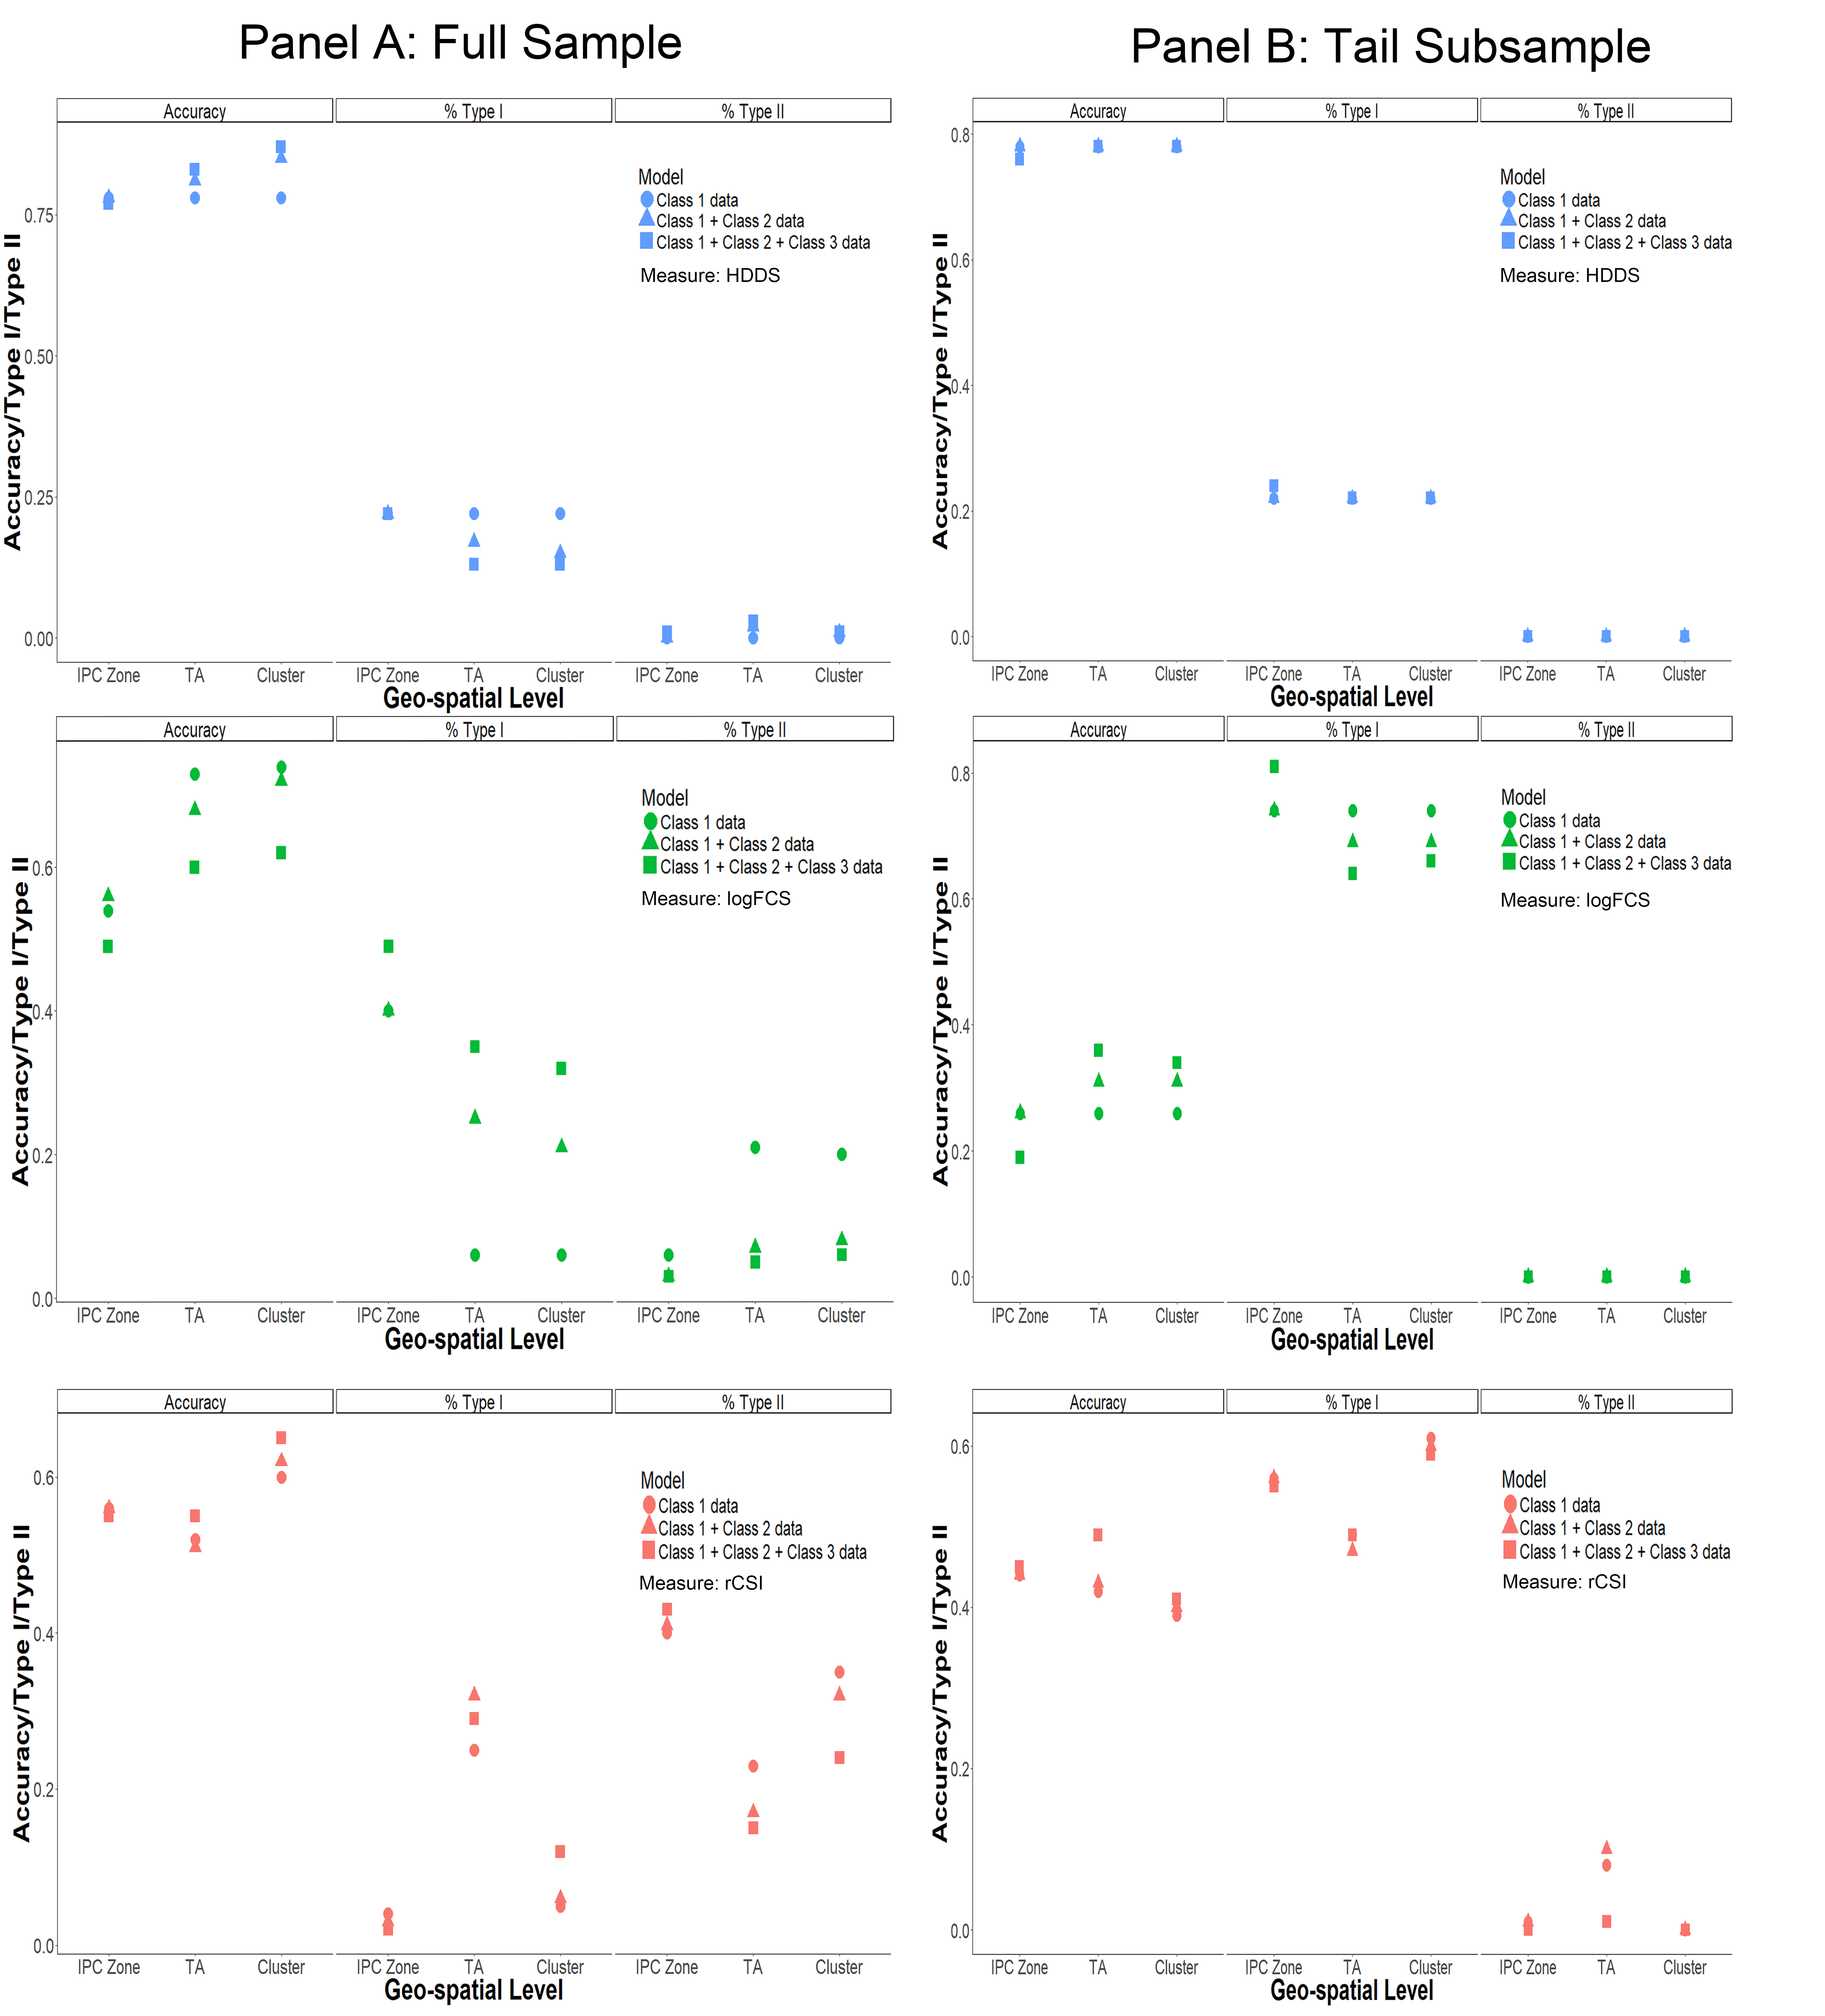 Panel A: Full Sample
Panel B: Tail Subsample
Accuracy % Type I % Type II
Accuracy/Type I/Type II
0.75
0.50
0.25
0.00
Model
Class 1 data
Class 1 + Class 2 data
Class 1 + Class 2 + Class 3 data
Measure: HDDS
IPC Zone TA Cluster IPC Zone TA Cluster IPC Zone TA Cluster
Geo-spatial Level
Accuracy % Type I % Type II
Accuracy/Type I/Type II
0.8
0.6
0.4
0.2
0.0
Model
Class 1 data
Class 1 + Class 2 data
Class 1 + Class 2 + Class 3 data
Measure: HDDS
IPC Zone TA Cluster IPC Zone TA Cluster IPC Zone TA Cluster
Geo-spatial Level
Accuracy % Type I % Type II
Accuracy/Type I/Type II
0.6
0.4
0.2
0.0
Model
Class 1 data
Class 1 + Class 2 data
Class 1 + Class 2 + Class 3 data
Measure: logFCS
IPC Zone TA Cluster IPC Zone TA Cluster IPC Zone TA Cluster
Geo-spatial Level
Accuracy % Type I % Type II
Accuracy/Type I/Type II
0.8
0.6
0.4
0.2
0.0
Model
Class 1 data
Class 1 + Class 2 data
Class 1 + Class 2 + Class 3 data
Measure: logFCS
IPC Zone TA Cluster IPC Zone TA Cluster IPC Zone TA Cluster
Geo-spatial Level
Accuracy % Type I % Type II
Accuracy/Type I/Type II
0.6
0.4
0.2
0.0
Model
Class 1 data
Class 1 + Class 2 data
Class 1 + Class 2 + Class 3 data
Measure: rCSI
IPC Zone TA Cluster IPC Zone TA Cluster IPC Zone TA Cluster
Geo-spatial Level
Accuracy % Type I % Type II
Accuracy/Type I/Type II
0.6
0.4
0.2
0.0
Model
Class 1 data
Class 1 + Class 2 data
Class 1 + Class 2 + Class 3 data
Measure: rCSI
IPC Zone TA Cluster IPC Zone TA Cluster IPC Zone TA Cluster
Geo-spatial Level